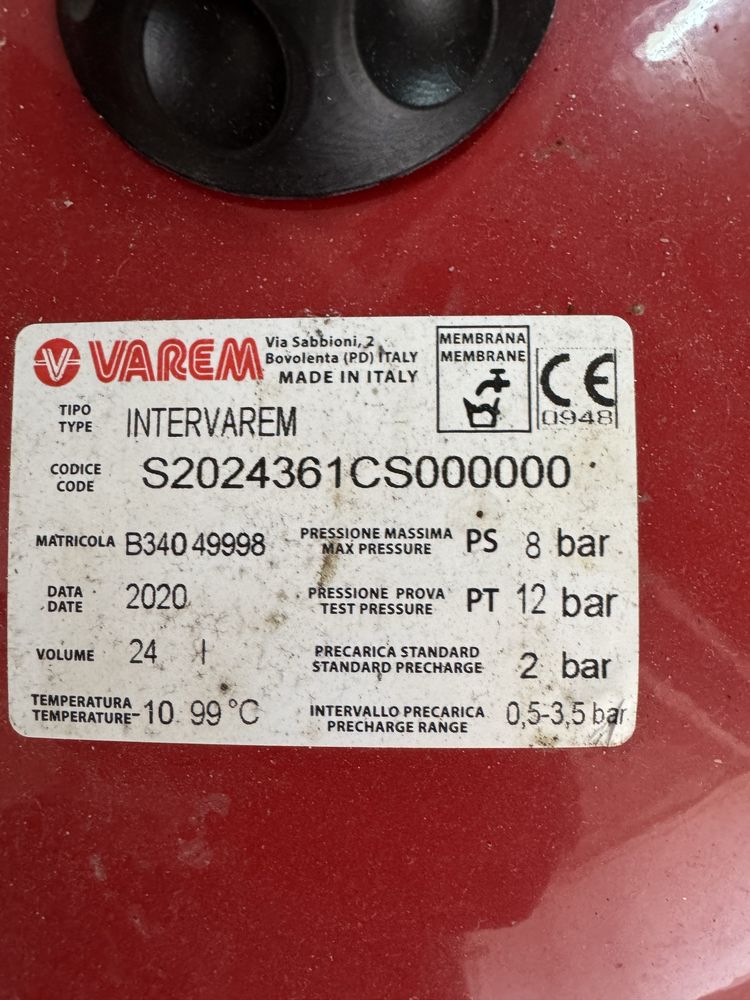 VAREM
Via Sabbioni, 2
Bovolenta (PD) ITALY
MADE IN ITALY
MEMBRANA
MEMBRANE
CE
0948
TIPO
TYPE
INTERVAREM
CODICE
CODE
S2024361CS000000
MATRICOLA B34049998
PRESSIONE MASSIMA
MAX PRESSURE
PS 8 bar
DATA
DATE
2020
PRESSIONE PROVA
TEST PRESSURE
PT 12 bar
VOLUME 24 l
PRECARICA STANDARD
STANDARD PRECHARGE
2 bar
TEMPERATURA
TEMPERATURE
-10 99 °C
INTERVALLO PRECARICA
PRECHARGE RANGE
0,5-3,5 bar